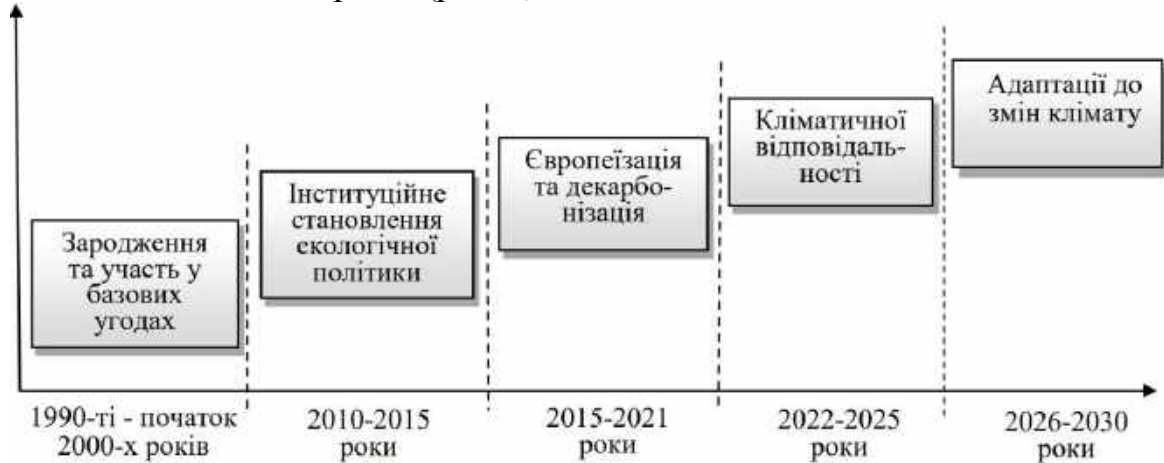 Зародження
та участь у
базових
угодах
Інституційне
становлення
екологічної
політики
Європеїзація
та декарбо-
нізація
Кліматичної
відповідаль-
ності
Адаптації до
змін клімату
1990-ті - початок
2000-х років
2010-2015
роки
2015-2021
роки
2022-2025
роки
2026-2030
роки